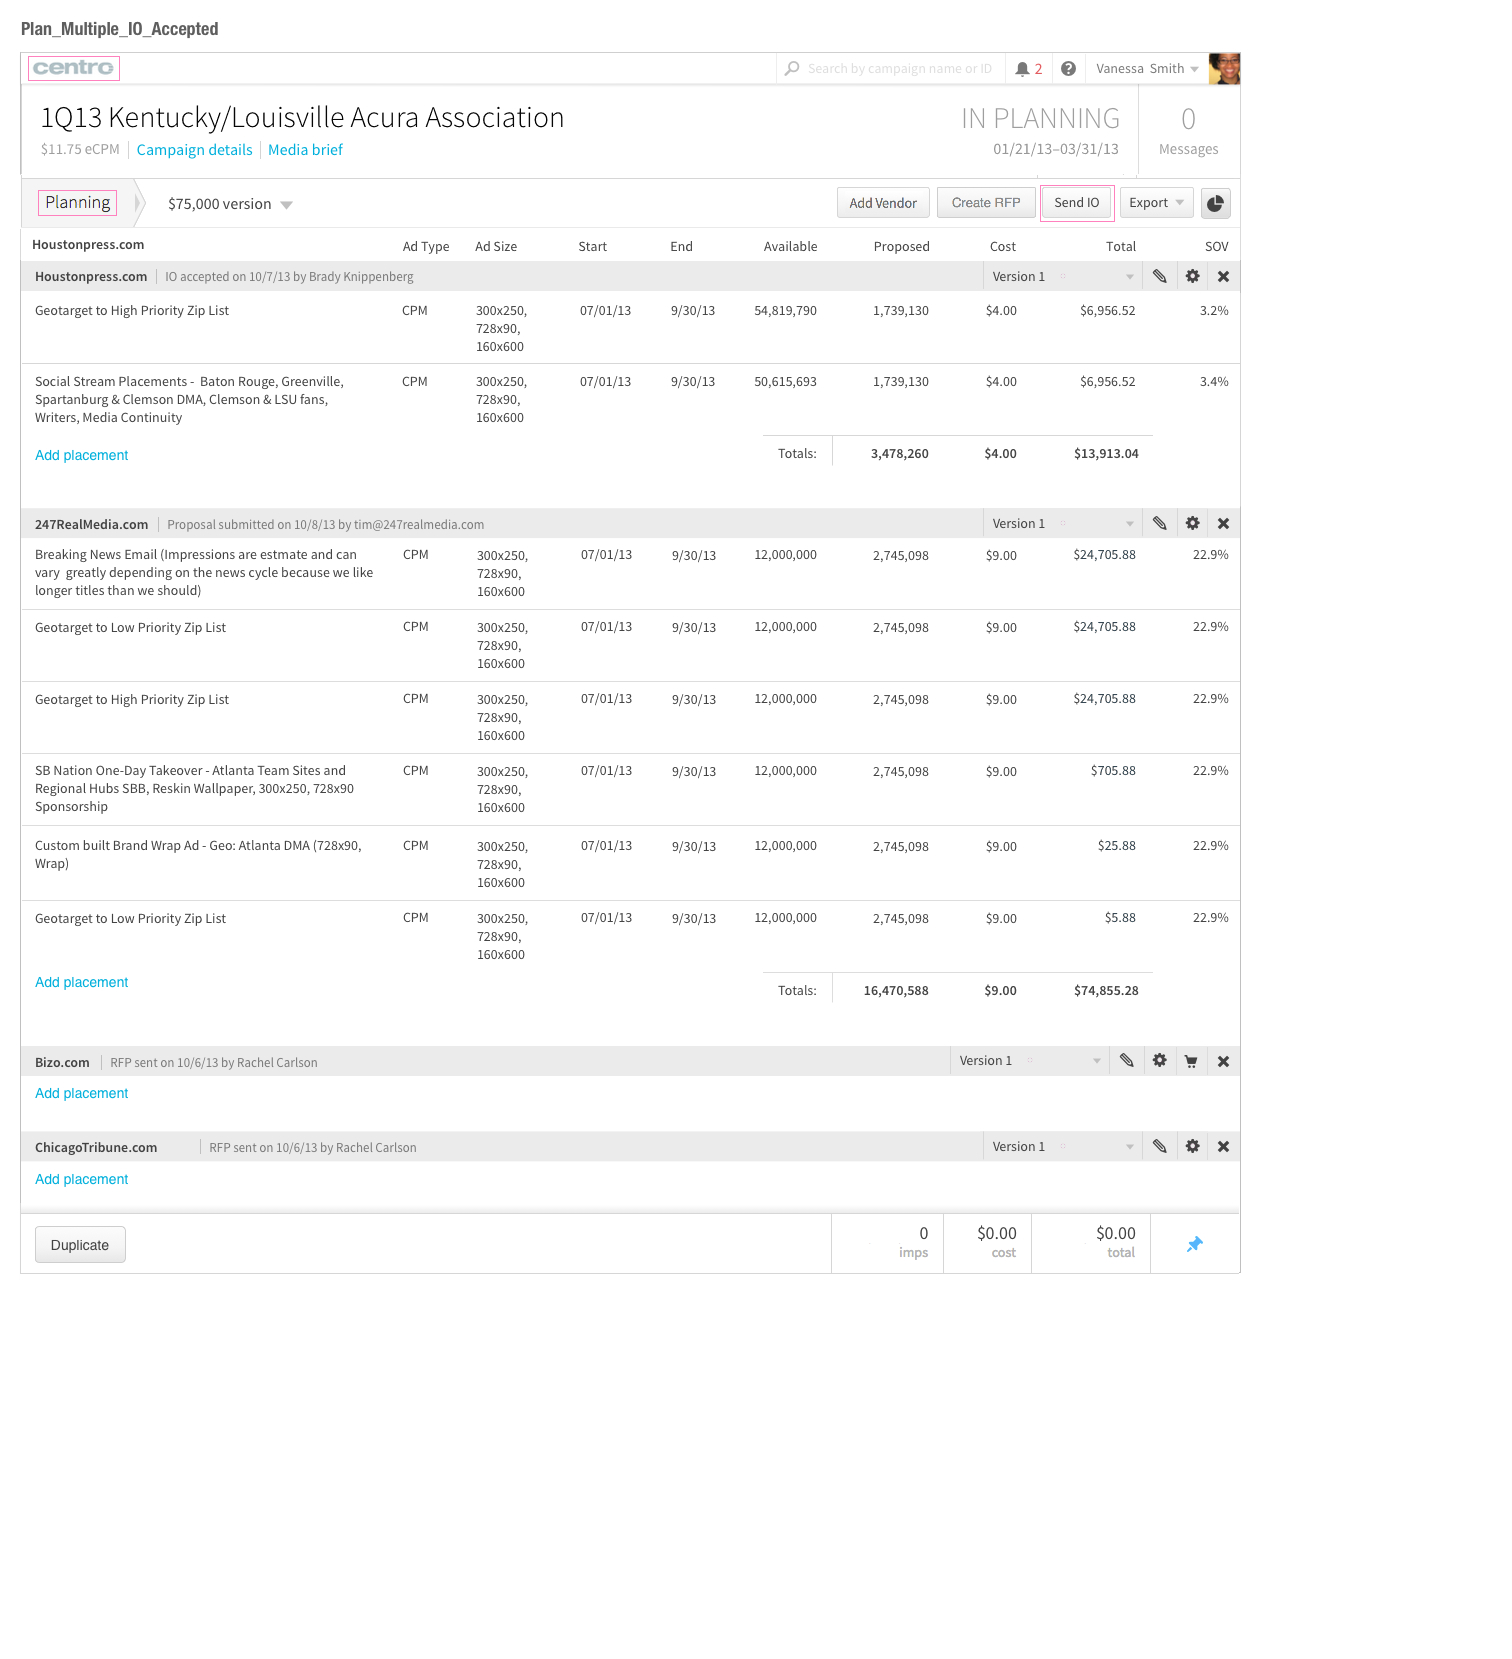 Plan_Multiple_IO_Accepted
centro
Search by campaign name or ID
2
Vanessa Smith
1Q13 Kentucky/Louisville Acura Association
IN PLANNING
0
$11.75 eCPM
Campaign details
Media brief
01/21/13–03/31/13
Messages
Planning
$75,000 version
Add Vendor
Create RFP
Send IO
Export
Houstonpress.com Ad Type Ad Size Start End Available Proposed Cost Total SOV
Houstonpress.com IO accepted on 10/7/13 by Brady Knippenberg Version 1
Geotarget to High Priority Zip List CPM 300x250, 07/01/13 9/30/13 54,819,790 1,739,130 $4.00 $6,956.52 3.2%
728x90,
160x600
Social Stream Placements - Baton Rouge, Greenville, CPM 300x250, 07/01/13 9/30/13 50,615,693 1,739,130 $4.00 $6,956.52 3.4%
Spartanburg & Clemson DMA, Clemson & LSU fans, 728x90,
Writers, Media Continuity 160x600
Add placement Totals: 3,478,260 $4.00 $13,913.04
247RealMedia.com Proposal submitted on 10/8/13 by tim@247realmedia.com Version 1
Breaking News Email (Impressions are estmate and can CPM 300x250, 07/01/13 9/30/13 12,000,000 2,745,098 $9.00 $24,705.88 22.9%
vary greatly depending on the news cycle because we like 728x90,
longer titles than we should) 160x600
Geotarget to Low Priority Zip List CPM 300x250, 07/01/13 9/30/13 12,000,000 2,745,098 $9.00 $24,705.88 22.9%
728x90,
160x600
Geotarget to High Priority Zip List CPM 300x250, 07/01/13 9/30/13 12,000,000 2,745,098 $9.00 $24,705.88 22.9%
728x90,
160x600
SB Nation One-Day Takeover - Atlanta Team Sites and CPM 300x250, 07/01/13 9/30/13 12,000,000 2,745,098 $9.00 $705.88 22.9%
Regional Hubs SBB, Reskin Wallpaper, 300x250, 728x90 728x90,
Sponsorship 160x600
Custom built Brand Wrap Ad - Geo: Atlanta DMA (728x90, CPM 300x250, 07/01/13 9/30/13 12,000,000 2,745,098 $9.00 $25.88 22.9%
Wrap) 728x90,
160x600
Geotarget to Low Priority Zip List CPM 300x250, 07/01/13 9/30/13 12,000,000 2,745,098 $9.00 $5.88 22.9%
728x90,
160x600
Add placement Totals: 16,470,588 $9.00 $74,855.28
Bizo.com RFP sent on 10/6/13 by Rachel Carlson Version 1
Add placement
ChicagoTribune.com RFP sent on 10/6/13 by Rachel Carlson Version 1
Add placement
Duplicate
0 $0.00 $0.00
imps cost total